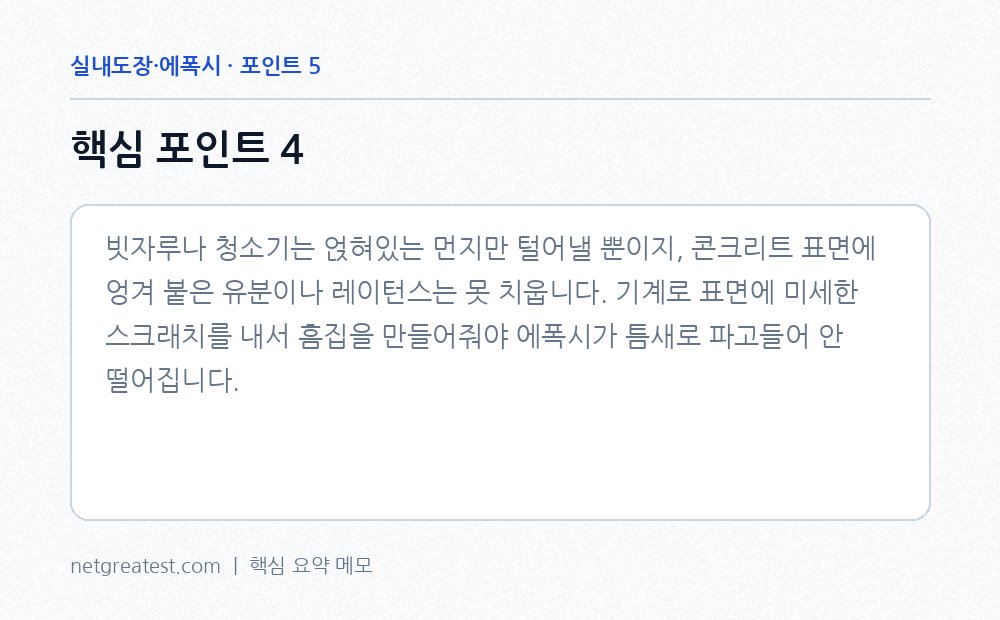 실내도장·에폭시 · 포인트 5
핵심 포인트 4
빗자루나 청소기는 얹혀있는 먼지만 털어낼 뿐이지, 콘크리트 표면에
엉겨 붙은 유분이나 레이턴스는 못 치웁니다. 기계로 표면에 미세한
스크래치를 내서 흠집을 만들어줘야 에폭시가 틈새로 파고들어 안
떨어집니다.
netgreatest.com | 핵심 요약 메모